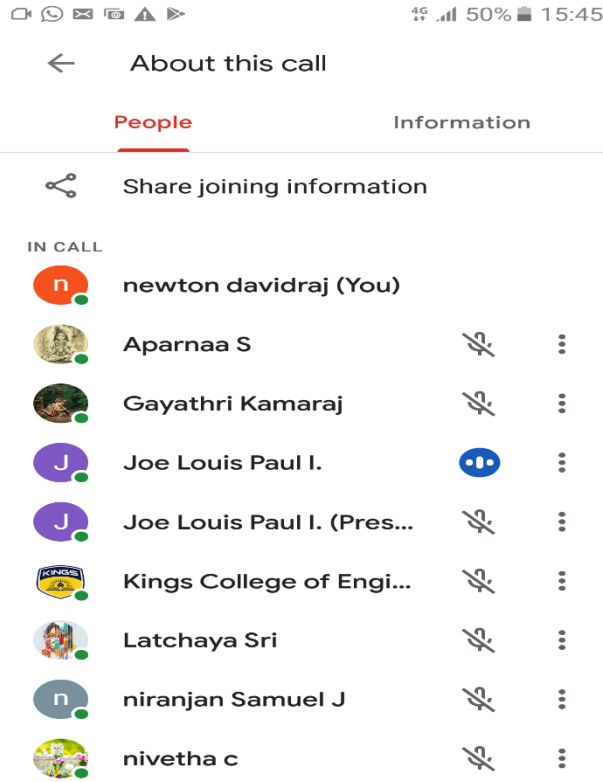 4G 50% 15:45
About this call
People Information
Share joining information
IN CALL
n newton davidraj (You)
Aparnaa S
Gayathri Kamaraj
J Joe Louis Paul I.
J Joe Louis Paul I. (Pres...
KINGS Kings College of Engi...
Latchaya Sri
n niranjan Samuel J
nivetha c